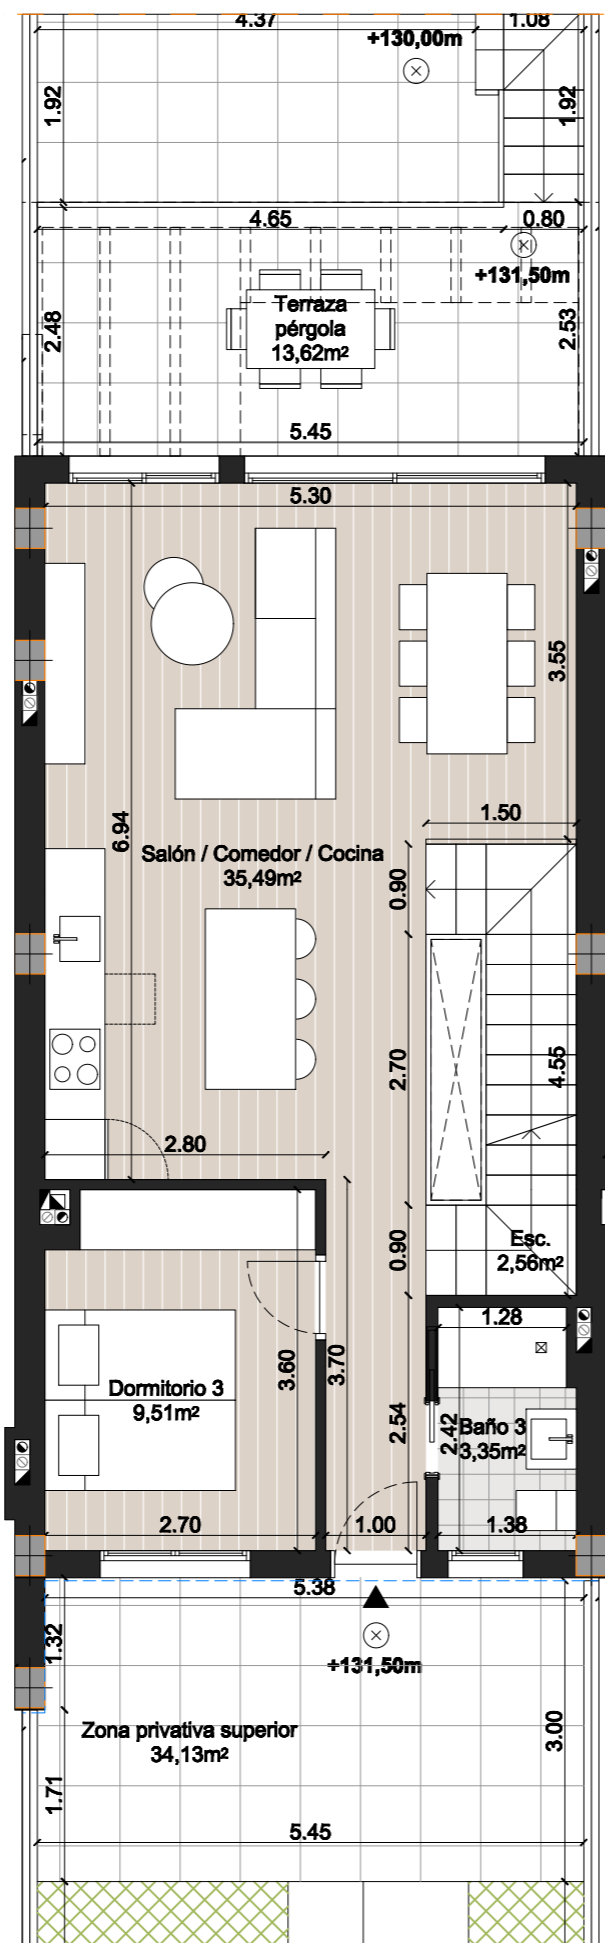 4.37
1.08
+130,00m
1.92
1.92
4.65
0.80
+131,50m
Terraza
pérgola
13,62m²
2.48
2.53
5.45
5.30
3.55
1.50
6.94
Salón / Comedor / Cocina
35,49m²
0.90
2.70
4.55
2.80
0.90
Esc.
2,56m²
1.28
3.60
3.70
Dormitorio 3
9,51m²
2.54
2.42
Baño 3
3,35m²
2.70
1.00
1.38
5.38
1.32
+131,50m
Zona privativa superior
34,13m²
3.00
1.71
5.45